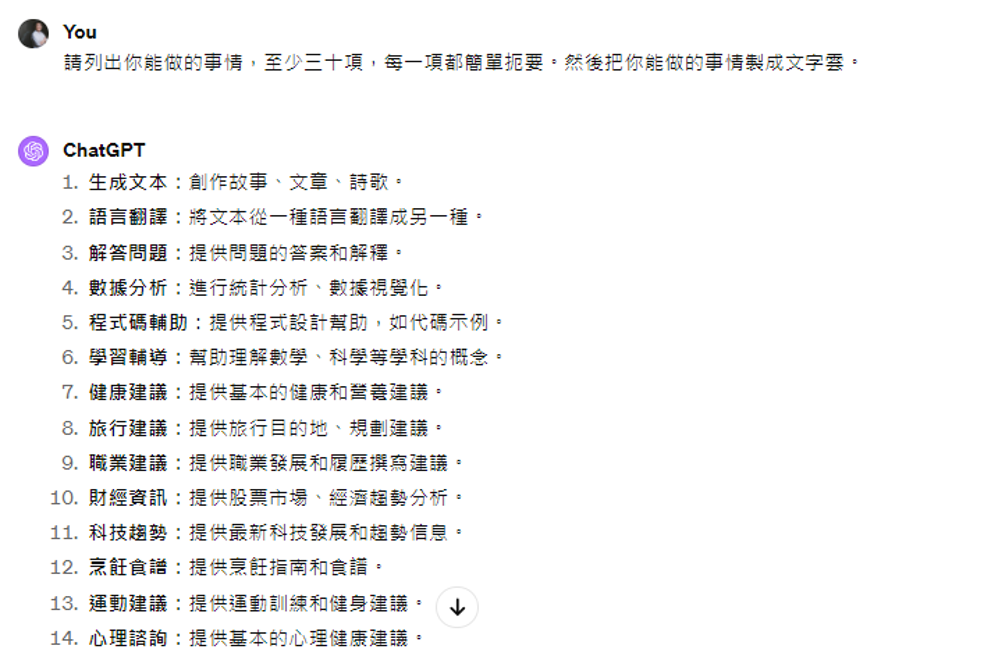 You
請列出你能做的事情，至少三十項，每一項都簡單扼要。然後把你能做的事情製成文字雲。
ChatGPT
1. 生成文本：創作故事、文章、詩歌。
2. 語言翻譯：將文本從一種語言翻譯成另一種。
3. 解答問題：提供問題的答案和解釋。
4. 數據分析：進行統計分析、數據視覺化。
5. 程式碼輔助：提供程式設計幫助，如代碼示例。
6. 學習輔導：幫助理解數學、科學等學科的概念。
7. 健康建議：提供基本的健康和營養建議。
8. 旅行建議：提供旅行目的地、規劃建議。
9. 職業建議：提供職業發展和履歷撰寫建議。
10. 財經資訊：提供股票市場、經濟趨勢分析。
11. 科技趨勢：提供最新科技發展和趨勢信息。
12. 烹飪食譜：提供烹飪指南和食譜。
13. 運動建議：提供運動訓練和健身建議。
14. 心理諮詢：提供基本的心理健康建議。